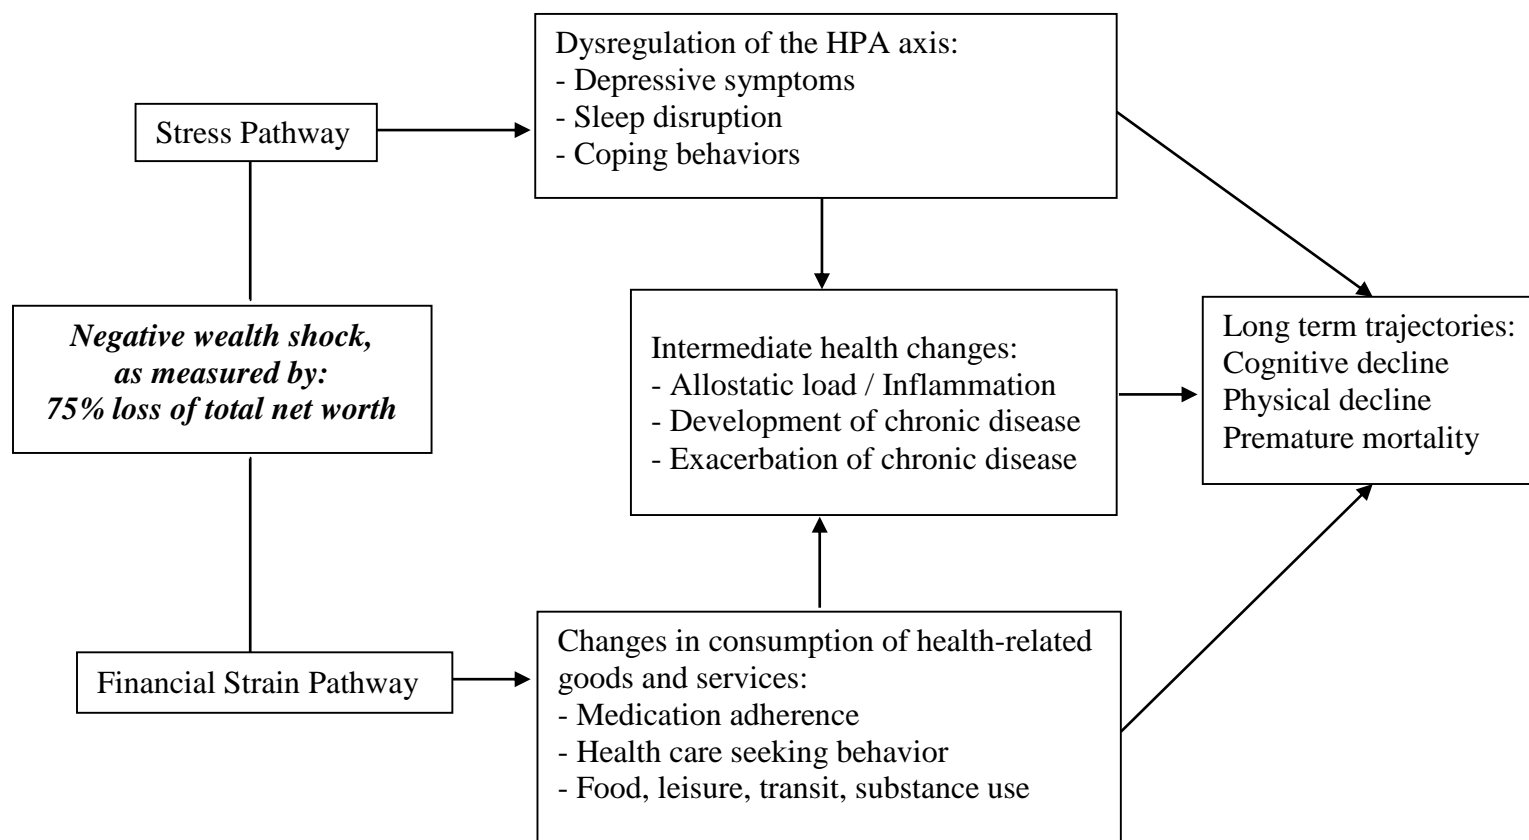 Dysregulation of the HPA axis:
- Depressive symptoms
- Sleep disruption
- Coping behaviors
Stress Pathway
Negative wealth shock,
as measured by:
75% loss of total net worth
Intermediate health changes:
- Allostatic load / Inflammation
- Development of chronic disease
- Exacerbation of chronic disease
Long term trajectories:
Cognitive decline
Physical decline
Premature mortality
Financial Strain Pathway
Changes in consumption of health-related
goods and services:
- Medication adherence
- Health care seeking behavior
- Food, leisure, transit, substance use